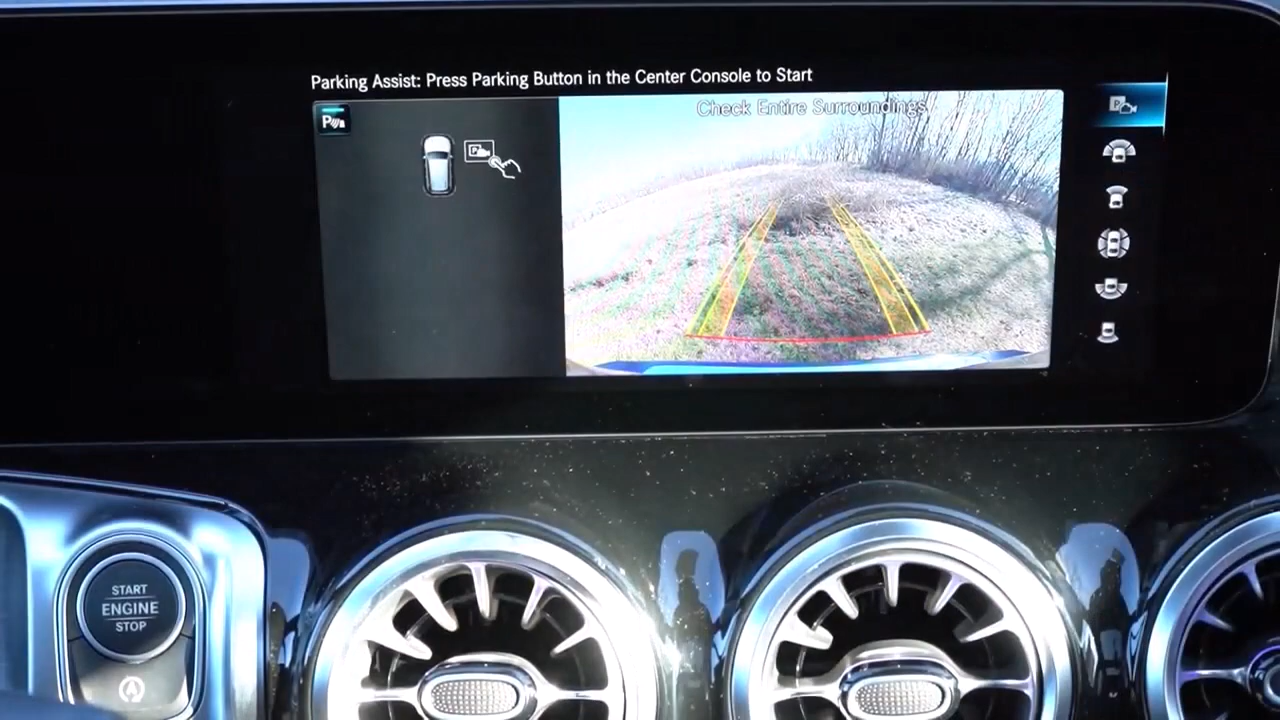 Parking Assist: Press Parking Button in the Center Console to Start
Check Entire Surroundings
P
P
P
START
ENGINE
STOP
A